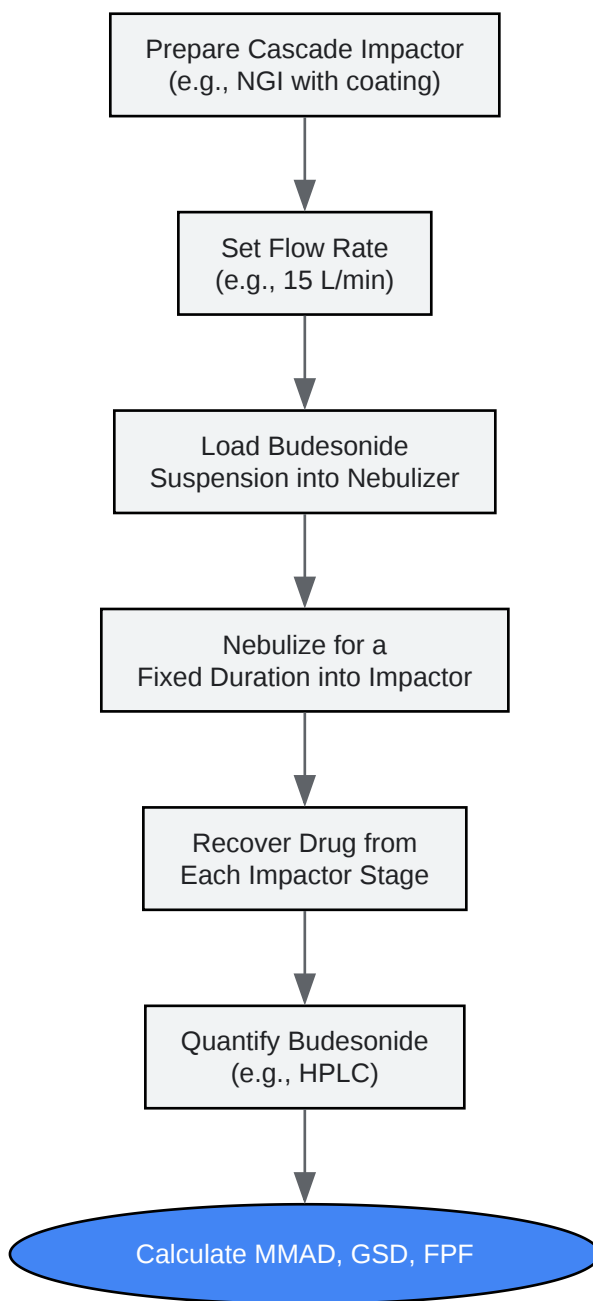 Prepare Cascade Impactor
(e.g., NGI with coating)
Set Flow Rate
(e.g., 15 L/min)
Load Budesonide
Suspension into Nebulizer
Nebulize for a
Fixed Duration into Impactor
Recover Drug from
Each Impactor Stage
Quantify Budesonide
(e.g., HPLC)
Calculate MMAD, GSD, FPF